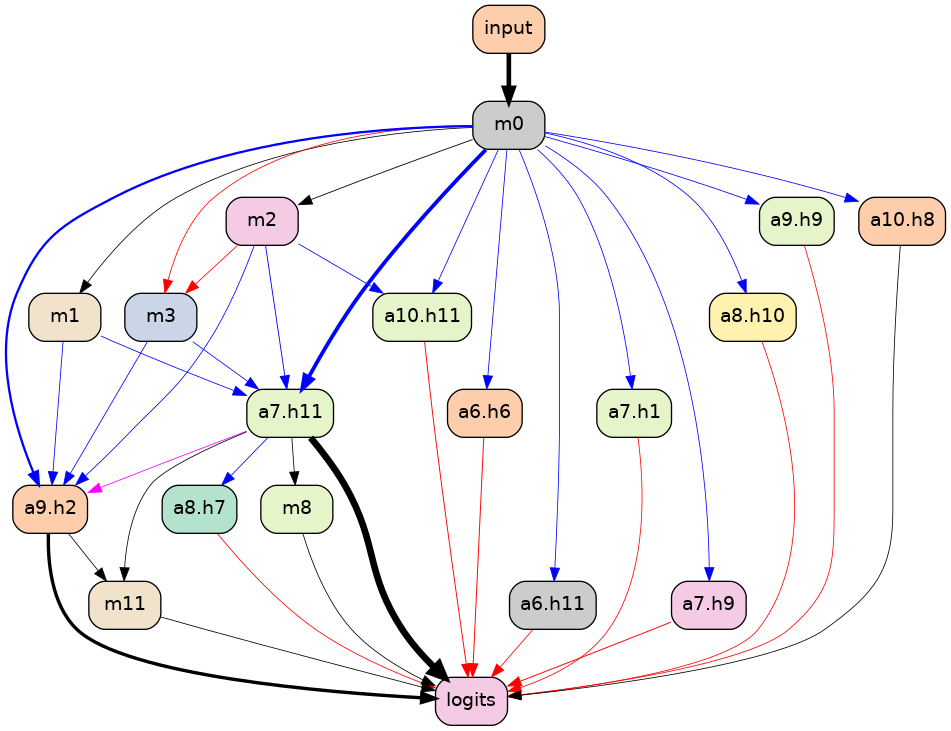 input
m0
m2
a9.h9
a10.h8
m1
m3
a10.h11
a8.h10
a7.h11
a6.h6
a7.h1
a9.h2
a8.h7
m8
m11
a6.h11
a7.h9
logits